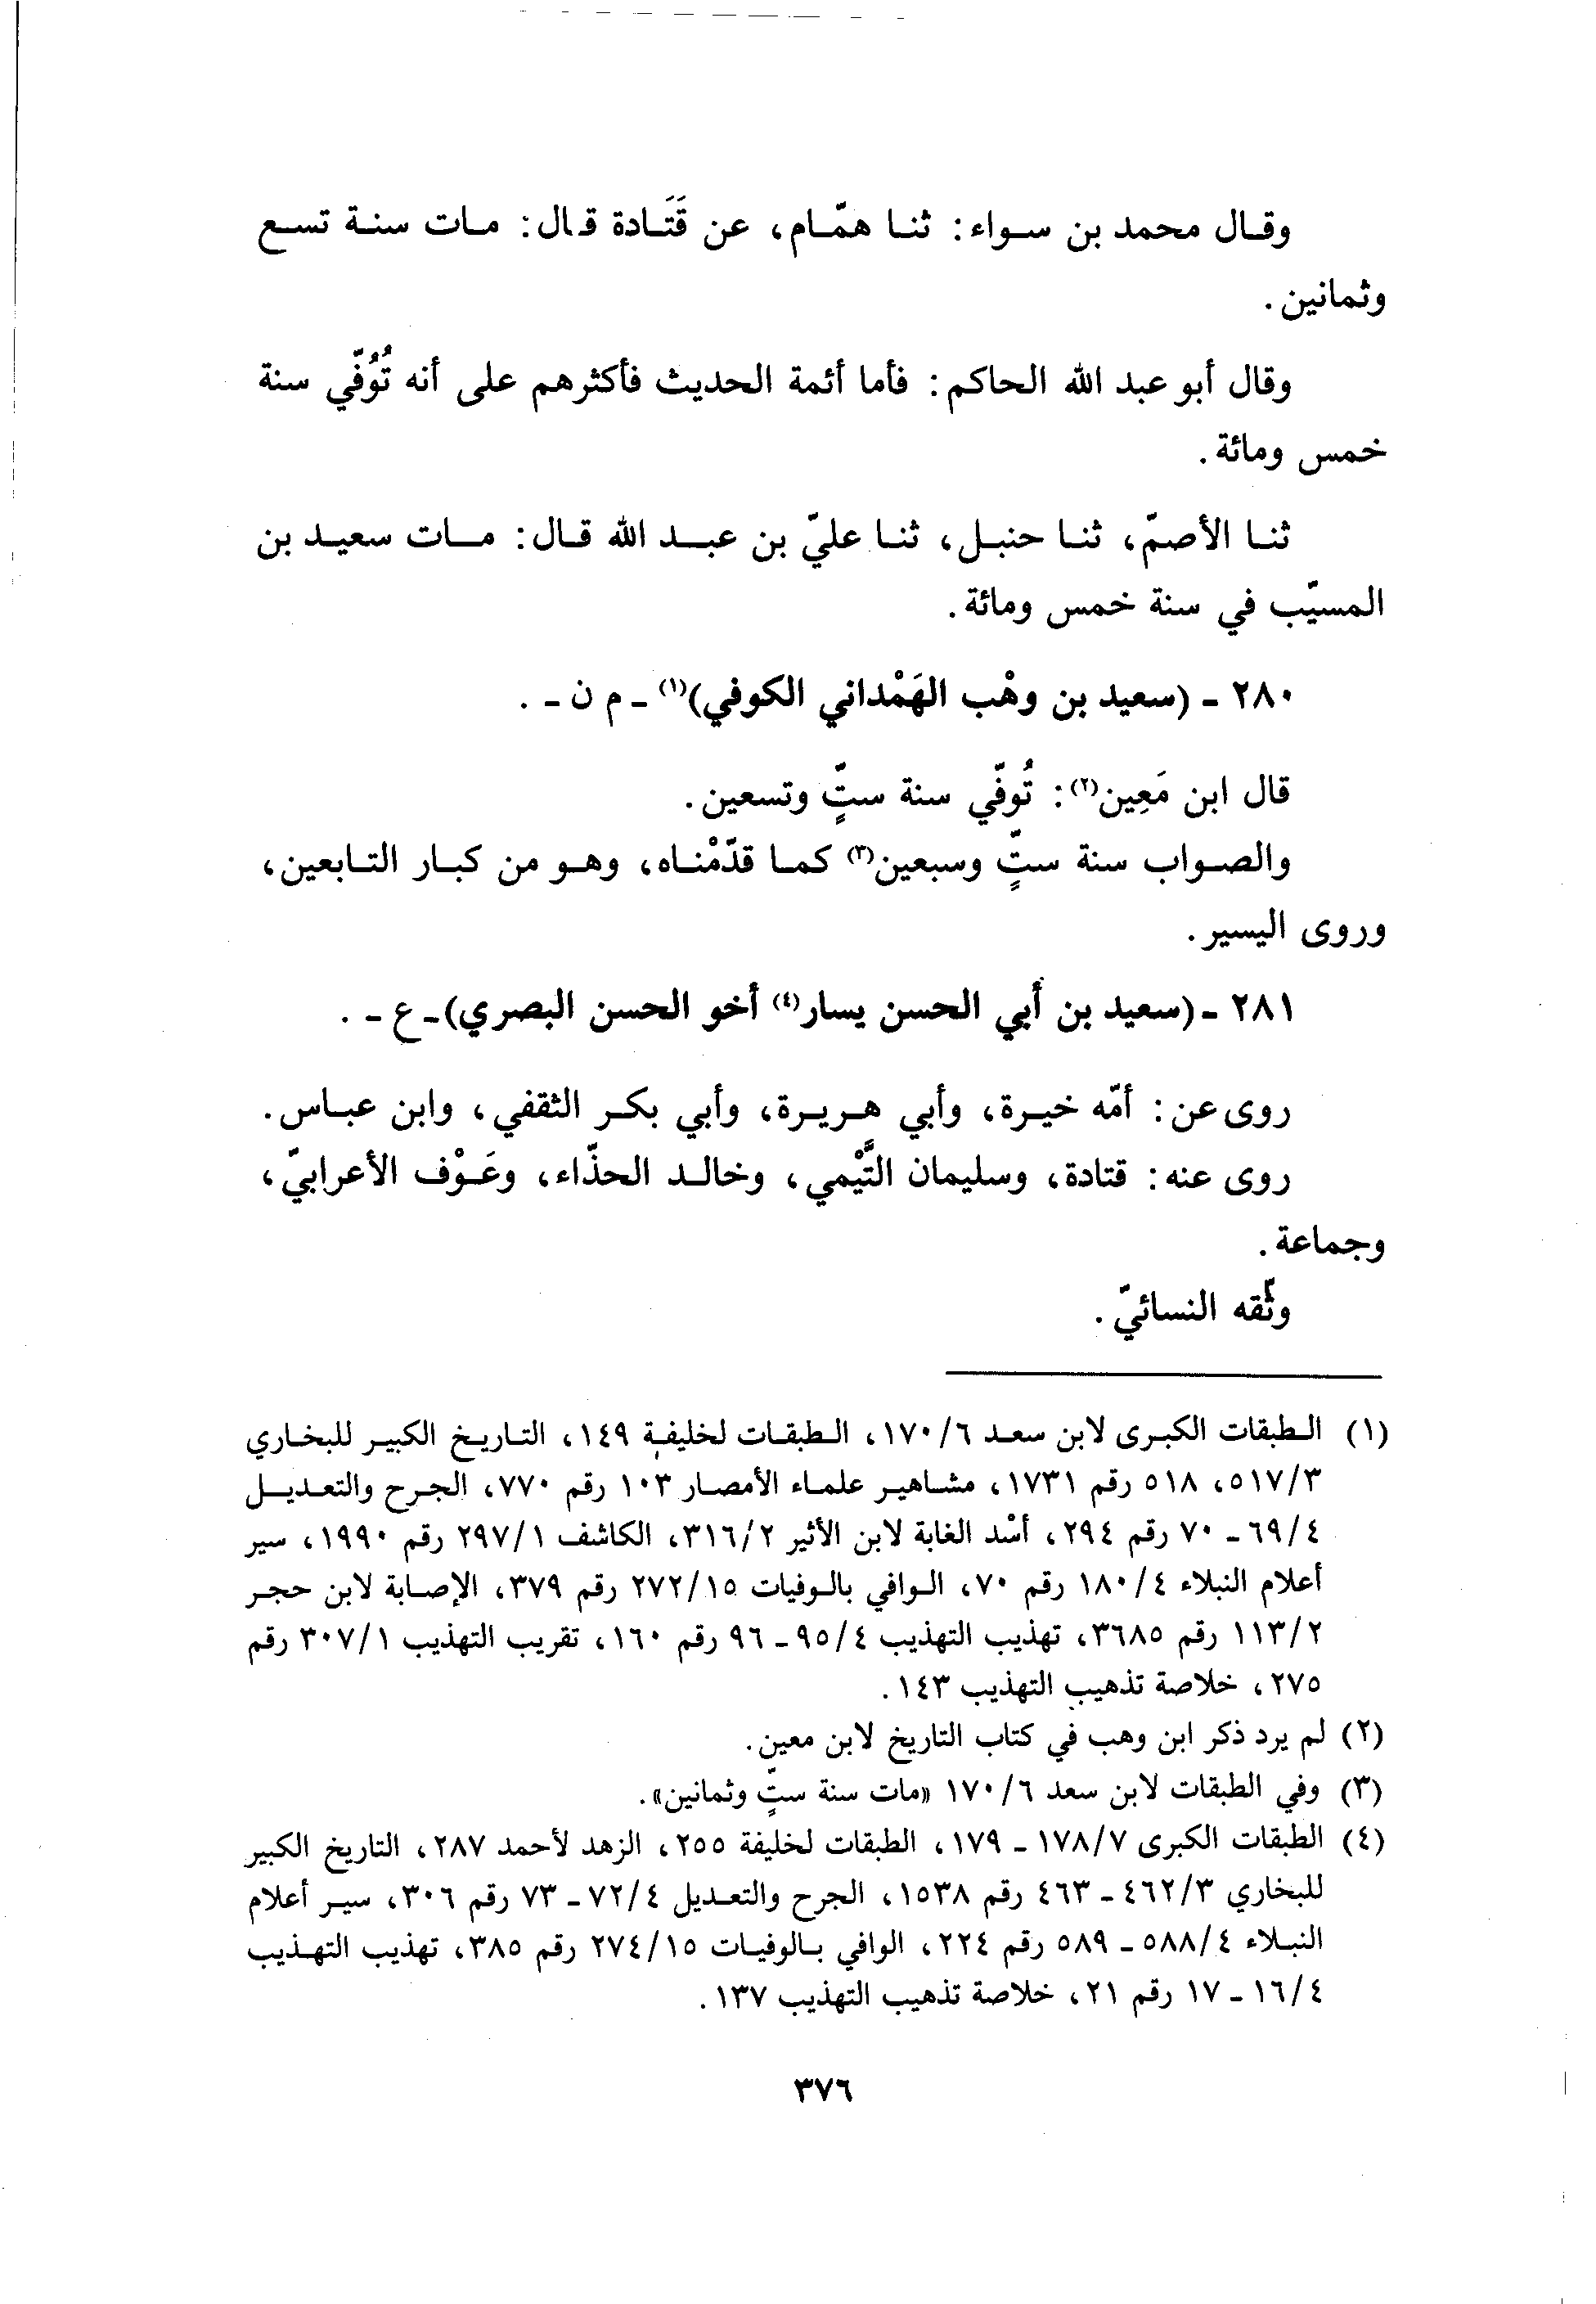 وقال محمد بن سواء: ثنا همّام، عن قَتَادة قال: مات سنة تسع
وثمانين.
وقال أبو عبد الله الحاكم: فأما أئمة الحديث فأكثرهم على أنه تُوُفّي سنة
خمس ومائة.
ثنا الأصمّ، ثنا حنبل، ثنا عليّ بن عبد الله قال: مات سعيد بن
المسيّب في سنة خمس ومائة.
٢٨٠ - (سعيد بن وهْب الهَمْداني الكوفي)(١) - م ن - .
قال ابن مَعِين(٢): تُوفّي سنة ستٍّ وتسعين.
والصواب سنة ستٍّ وسبعين(٣) كما قدّمْناه، وهو من كبار التابعين،
وروى اليسير.
٢٨١ - (سعيد بن أبي الحسن يسار(٤) أخو الحسن البصري) - ع - .
روى عن: أمّه خيرة، وأبي هريرة، وأبي بكر الثقفي، وابن عباس.
روى عنه: قتادة، وسليمان التَّيْمي، وخالد الحذّاء، وعَوْف الأعرابيّ،
وجماعة.
وثّقه النسائيّ.
(١) الطبقات الكبرى لابن سعد ٦/ ١٧٠، الطبقات لخليفة ١٤٩، التاريخ الكبير للبخاري
٣/ ٥١٧، ٥١٨ رقم ١٧٣١، مشاهير علماء الأمصار ١٠٣ رقم ٧٧٠، الجرح والتعديل
٤/ ٦٩ - ٧٠ رقم ٢٩٤، أسْد الغابة لابن الأثير ٢/ ٣١٦، الكاشف ١/ ٢٩٧ رقم ١٩٩٠، سير
أعلام النبلاء ٤/ ١٨٠ رقم ٧٠، الوافي بالوفيات ١٥/ ٢٧٢ رقم ٣٧٩، الإصابة لابن حجر
٢/ ١١٣ رقم ٣٦٨٥، تهذيب التهذيب ٤/ ٩٥ - ٩٦ رقم ١٦٠، تقريب التهذيب ١/ ٣٠٧ رقم
٢٧٥، خلاصة تذهيب التهذيب ١٤٣.
(٢) لم يرد ذكر ابن وهب في كتاب التاريخ لابن معين.
(٣) وفي الطبقات لابن سعد ٦/ ١٧٠ «مات سنة ستٍّ وثمانين».
(٤) الطبقات الكبرى ٧/ ١٧٨ - ١٧٩، الطبقات لخليفة ٢٥٥، الزهد لأحمد ٢٨٧، التاريخ الكبير
للبخاري ٣/ ٤٦٢ - ٤٦٣ رقم ١٥٣٨، الجرح والتعديل ٤/ ٧٢ - ٧٣ رقم ٣٠٦، سير أعلام
النبلاء ٤/ ٥٨٨ - ٥٨٩ رقم ٢٢٤، الوافي بالوفيات ١٥/ ٢٧٤ رقم ٣٨٥، تهذيب التهذيب
٤/ ١٦ - ١٧ رقم ٢١، خلاصة تذهيب التهذيب ١٣٧.
٣٧٦